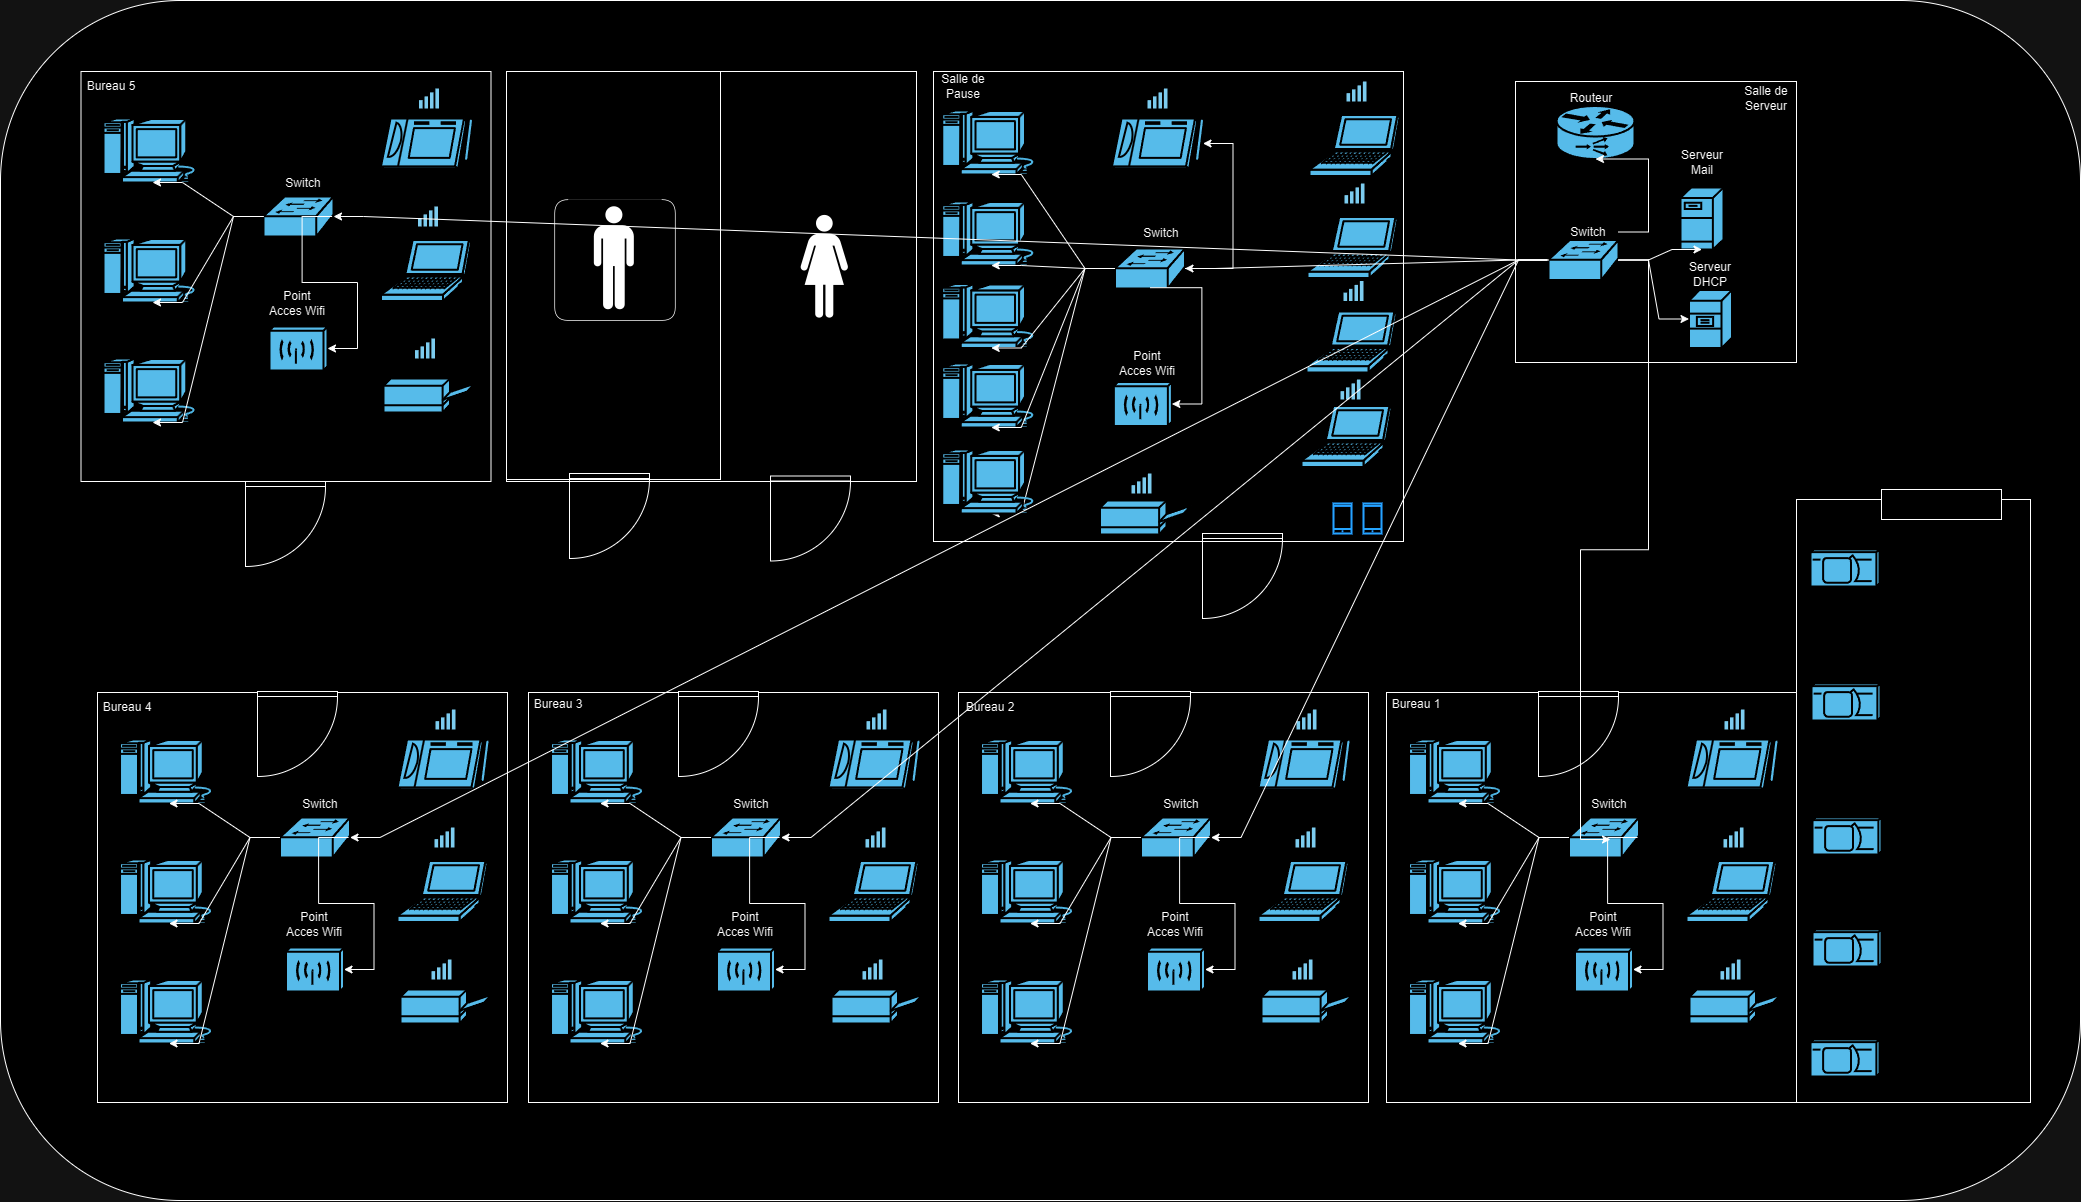 Bureau 5
Switch
Point
Acces Wifi
Salle de
Pause
Switch
Point
Acces Wifi
Salle de
Serveur
Routeur
Serveur
Mail
Switch
Serveur
DHCP
Bureau 4
Switch
Point
Acces Wifi
Bureau 3
Switch
Point
Acces Wifi
Bureau 2
Switch
Point
Acces Wifi
Bureau 1
Switch
Point
Acces Wifi